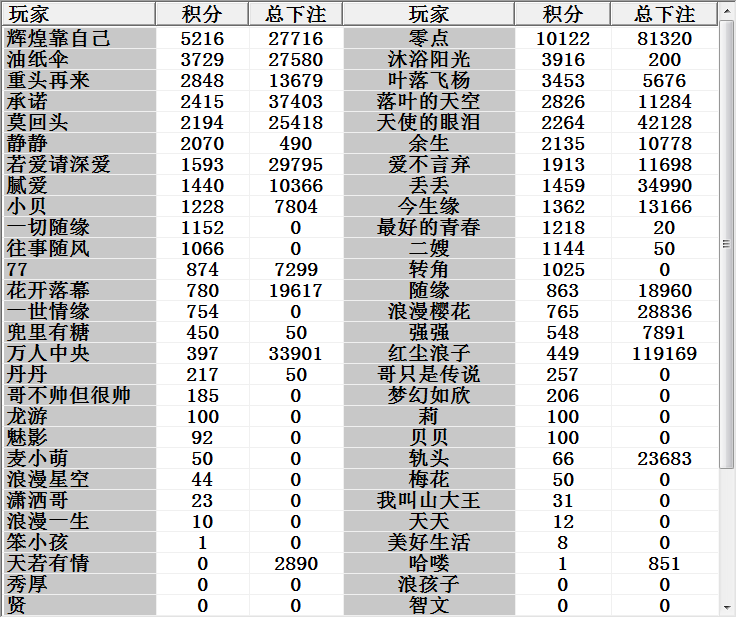 玩家 积分 总下注 玩家 积分 总下注
辉煌靠自己 5216 27716 零点 10122 81320
油纸伞 3729 27580 沐浴阳光 3916 200
重头再来 2848 13679 叶落飞杨 3453 5676
承诺 2415 37403 落叶的天空 2826 11284
莫回头 2194 25418 天使的眼泪 2264 42128
静静 2070 490 余生 2135 10778
若爱请深爱 1593 29795 爱不言弃 1913 11698
腻爱 1440 10366 丢丢 1459 34990
小贝 1228 7804 今生缘 1362 13166
一切随缘 1152 0 最好的青春 1218 20
往事随风 1066 0 二嫂 1144 50
77 874 7299 转角 1025 0
花开落幕 780 19617 随缘 863 18960
一世情缘 754 0 浪漫樱花 765 28836
兜里有糖 450 50 强强 548 7891
万人中央 397 33901 红尘浪子 449 119169
丹丹 217 50 哥只是传说 257 0
哥不帅但很帅 185 0 梦幻如欣 206 0
龙游 100 0 莉 100 0
魅影 92 0 贝贝 100 0
麦小萌 50 0 轨头 66 23683
浪漫星空 44 0 梅花 50 0
潇洒哥 23 0 我叫山大王 31 0
浪漫一生 10 0 天天 12 0
笨小孩 1 0 美好生活 8 0
天若有情 0 2890 哈喽 1 851
秀厚 0 0 浪孩子 0 0
贤 0 0 智文 0 0